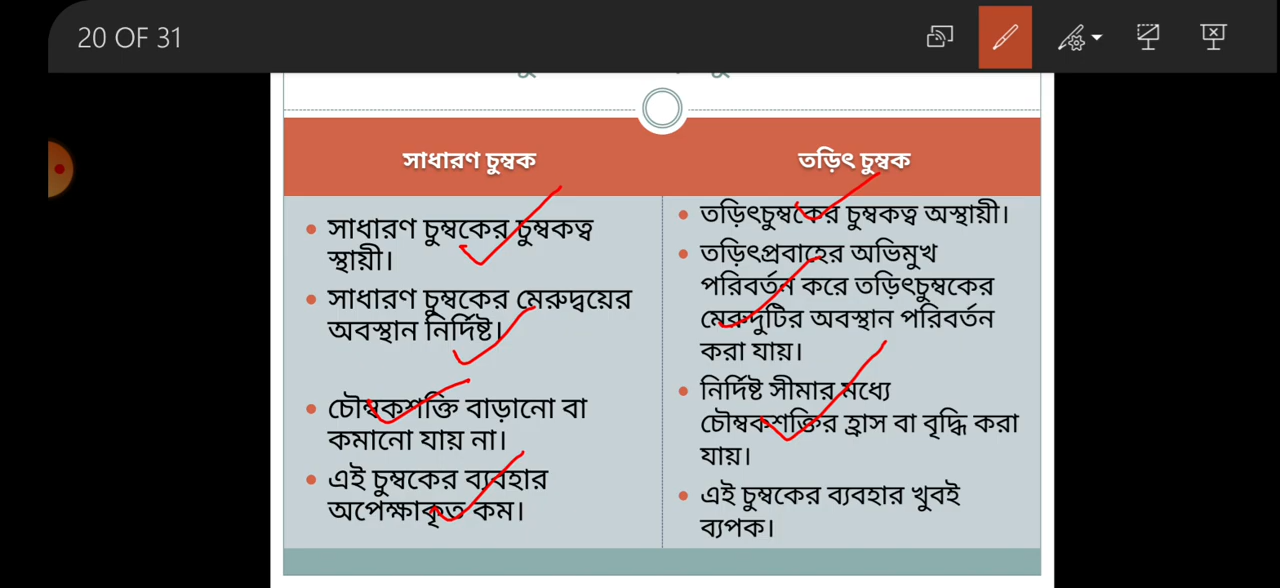 20 OF 31
সাধারণ চুম্বক
তড়িৎ চুম্বক
সাধারণ চুম্বকের চুম্বকত্ব
স্থায়ী।
সাধারণ চুম্বকের মেরুদ্বয়ের
অবস্থান নির্দিষ্ট।
চৌম্বকশক্তি বাড়ানো বা
কমানো যায় না।
এই চুম্বকের ব্যবহার
অপেক্ষাকৃত কম।
তড়িৎচুম্বকের চুম্বকত্ব অস্থায়ী।
তড়িৎপ্রবাহের অভিমুখ
পরিবর্তন করে তড়িৎচুম্বকের
মেরুদুটির অবস্থান পরিবর্তন
করা যায়।
নির্দিষ্ট সীমার মধ্যে
চৌম্বকশক্তির হ্রাস বা বৃদ্ধি করা
যায়।
এই চুম্বকের ব্যবহার খুবই
ব্যপক।